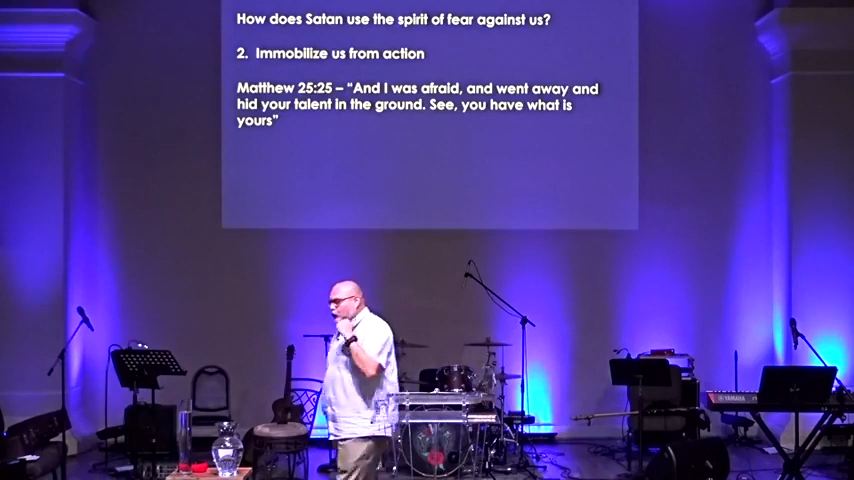 How does Satan use the spirit of fear against us?
2. Immobilize us from action
Matthew 25:25 – “And I was afraid, and went away and
hid your talent in the ground. See, you have what is
yours”
YAMAHA